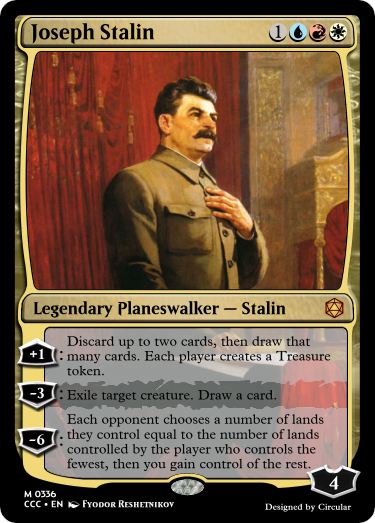 Joseph Stalin 1
Legendary Planeswalker — Stalin
+1: Discard up to two cards, then draw that
many cards. Each player creates a Treasure
token.
-3: Exile target creature. Draw a card.
Each opponent chooses a number of lands
-6: they control equal to the number of lands
controlled by the player who controls the
fewest, then you gain control of the rest.
4
M 0336
CCC • EN Fyodor Reshetnikov
Designed by Circular